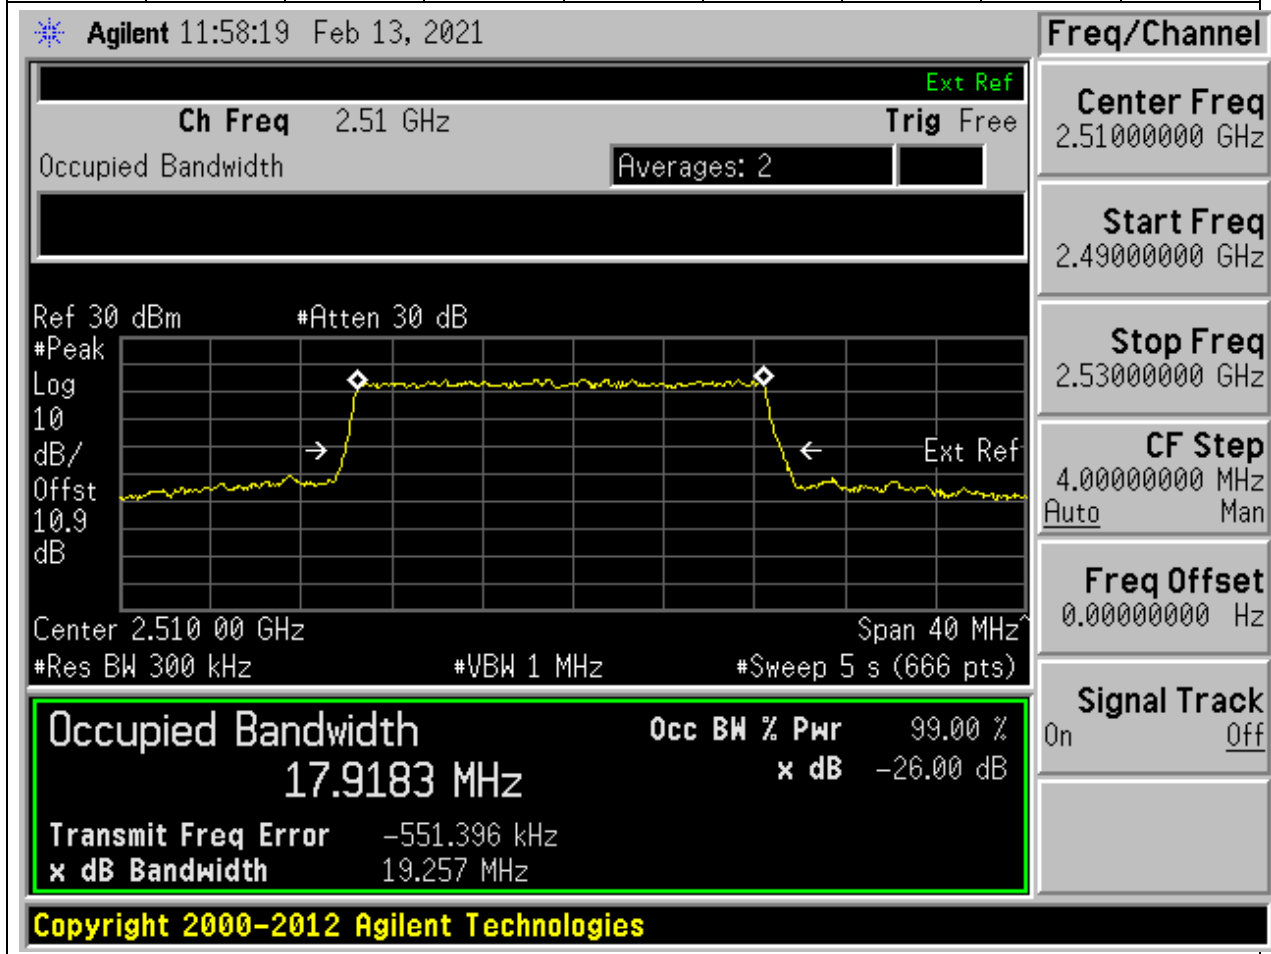 Agilent 11:58:19 Feb 13, 2021
Freq/Channel
Ext Ref
Ch Freq 2.51 GHz Trig Free
Occupied Bandwidth Averages: 2
Ref 30 dBm #Atten 30 dB
#Peak
Log
10
dB/
Offst
10.9
dB
Ext Ref
Center 2.510 00 GHz Span 40 MHz^
#Res BW 300 kHz #VBW 1 MHz #Sweep 5 s (666 pts)
Occupied Bandwidth Occ BW % Pwr 99.00 %
17.9183 MHz x dB -26.00 dB
Transmit Freq Error -551.396 kHz
x dB Bandwidth 19.257 MHz
Copyright 2000-2012 Agilent Technologies
Center Freq
2.51000000 GHz
Start Freq
2.49000000 GHz
Stop Freq
2.53000000 GHz
CF Step
4.00000000 MHz
Auto Man
Freq Offset
0.00000000 Hz
Signal Track
On Off